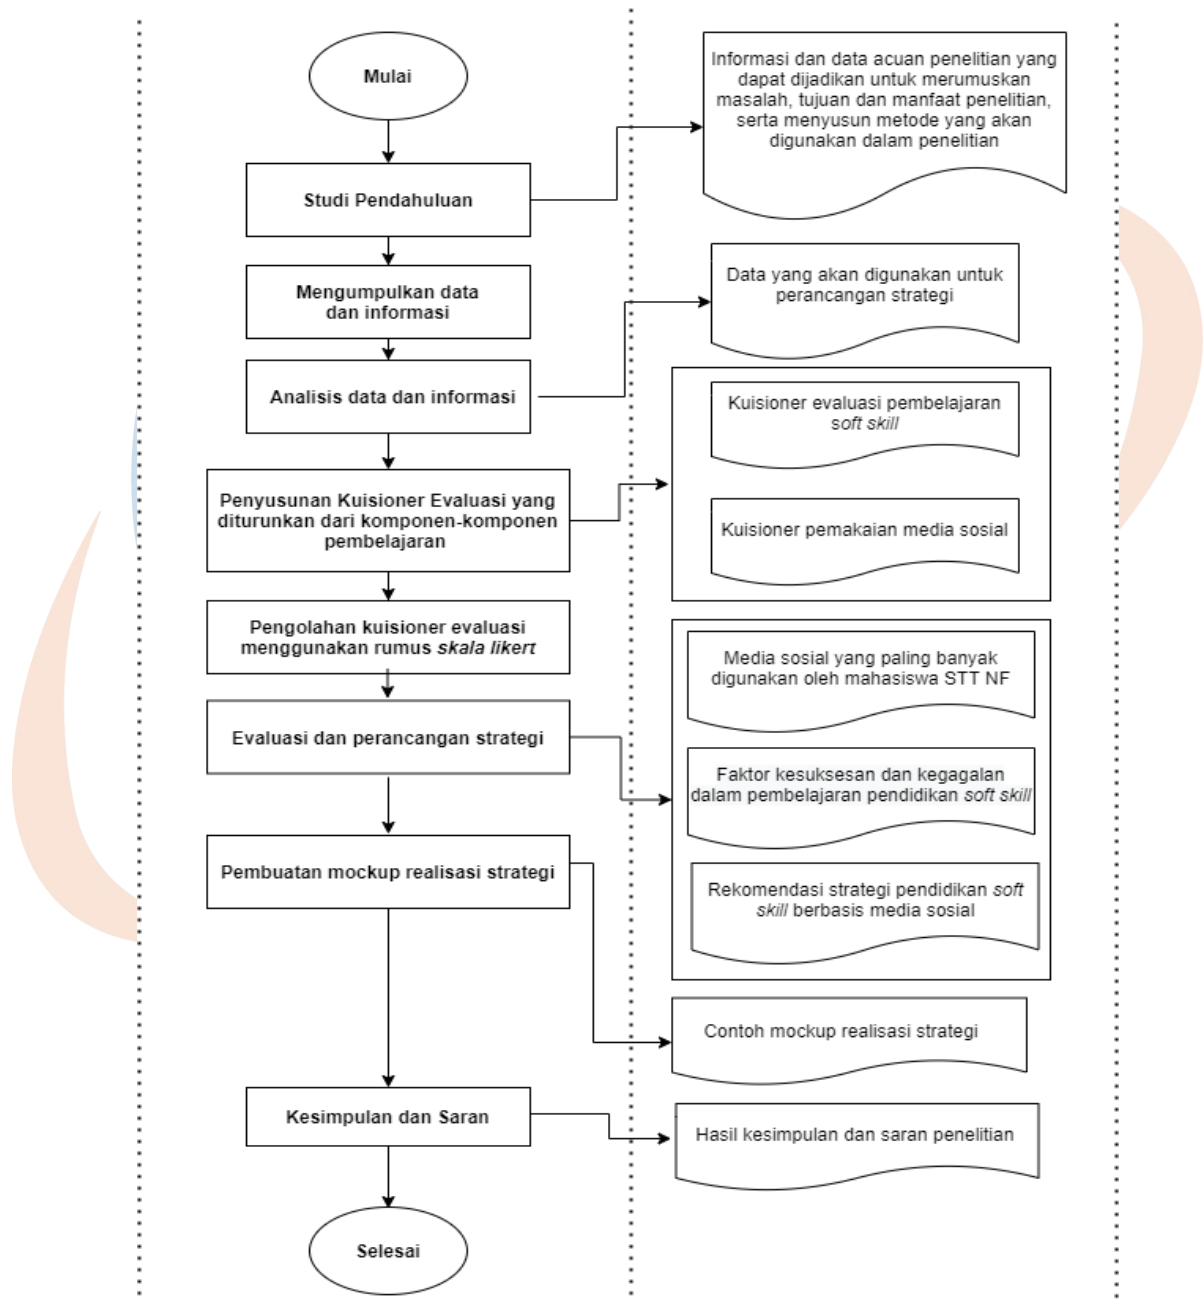 Mulai
Informasi dan data acuan penelitian yang
dapat dijadikan untuk merumuskan
masalah, tujuan dan manfaat penelitian,
serta menyusun metode yang akan
digunakan dalam penelitian
Studi Pendahuluan
Mengumpulkan data
dan informasi
Data yang akan digunakan untuk
perancangan strategi
Analisis data dan informasi
Kuisioner evaluasi pembelajaran
soft skill
Penyusunan Kuisioner Evaluasi yang
diturunkan dari komponen-komponen
pembelajaran
Kuisioner pemakaian media sosial
Pengolahan kuisioner evaluasi
menggunakan rumus skala likert
Media sosial yang paling banyak
digunakan oleh mahasiswa STT NF
Evaluasi dan perancangan strategi
Faktor kesuksesan dan kegagalan
dalam pembelajaran pendidikan soft skill
Pembuatan mockup realisasi strategi
Rekomendasi strategi pendidikan soft
skill berbasis media sosial
Contoh mockup realisasi strategi
Kesimpulan dan Saran
Hasil kesimpulan dan saran penelitian
Selesai